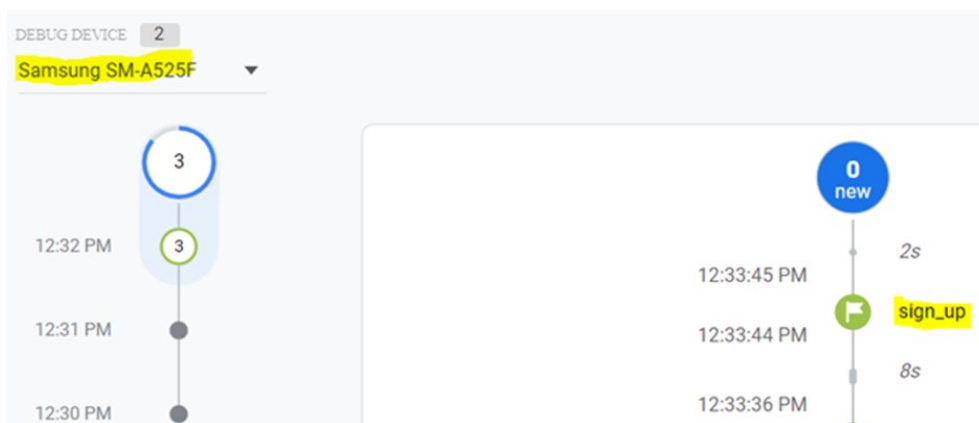 DEBUG DEVICE 2
Samsung SM-A525F
3
12:32 PM 3
12:31 PM
12:30 PM
0
new
2s
12:33:45 PM
sign_up
12:33:44 PM
8s
12:33:36 PM